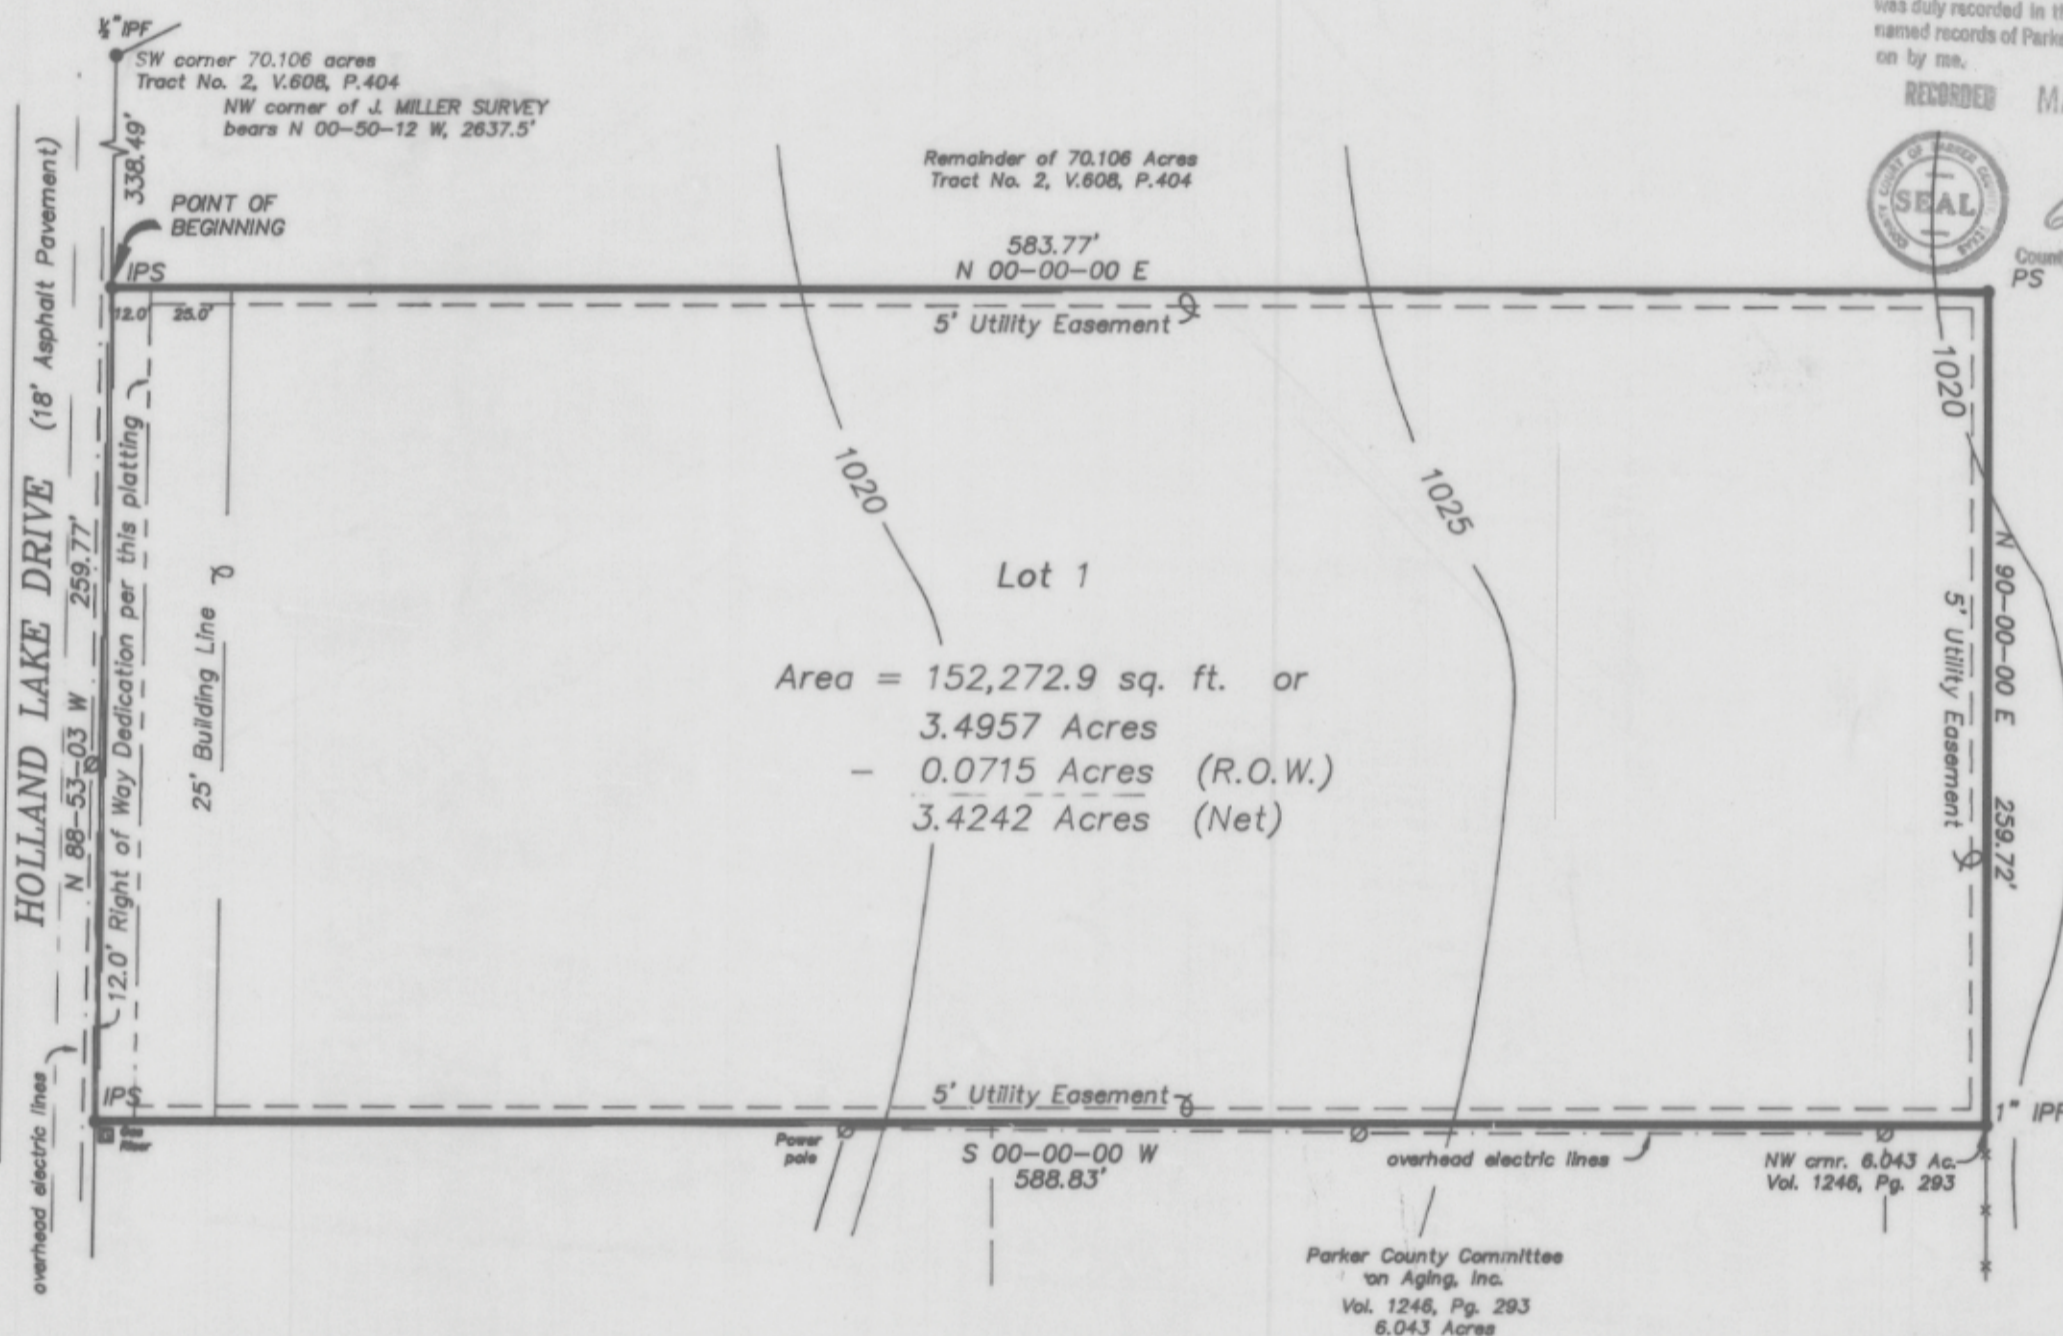 ½" IPF
SW corner 70.106 acres
Tract No. 2, V.608, P.404
NW corner of J. MILLER SURVEY
bears N 00-50-12 W, 2637.5'
338.49'
POINT OF
BEGINNING
was duly recorded in
named records of
on by me.
RECORDED
SEAL
Remainder of 70.106 Acres
Tract No. 2, V.608, P.404
583.77'
N 00-00-00 E
IPS
PS
12.0' 25.0'
5' Utility Easement
HOLLAND LAKE DRIVE (18' Asphalt Pavement)
N 88-53-03 W 259.77'
12.0' Right of Way Dedication per this platting
25' Building Line
overhead electric lines
1020
1025
1020
Lot 1
Area = 152,272.9 sq. ft. or
3.4957 Acres
- 0.0715 Acres (R.O.W.)
3.4242 Acres (Net)
N 90-00-00 E 259.72'
5' Utility Easement
IPS
5' Utility Easement
1" IPF
Power
pole
S 00-00-00 W
588.83'
overhead electric lines
NW crnr. 6.043 Ac.
Vol. 1246, Pg. 293
Parker County Committee
on Aging, Inc.
Vol. 1246, Pg. 293
6.043 Acres